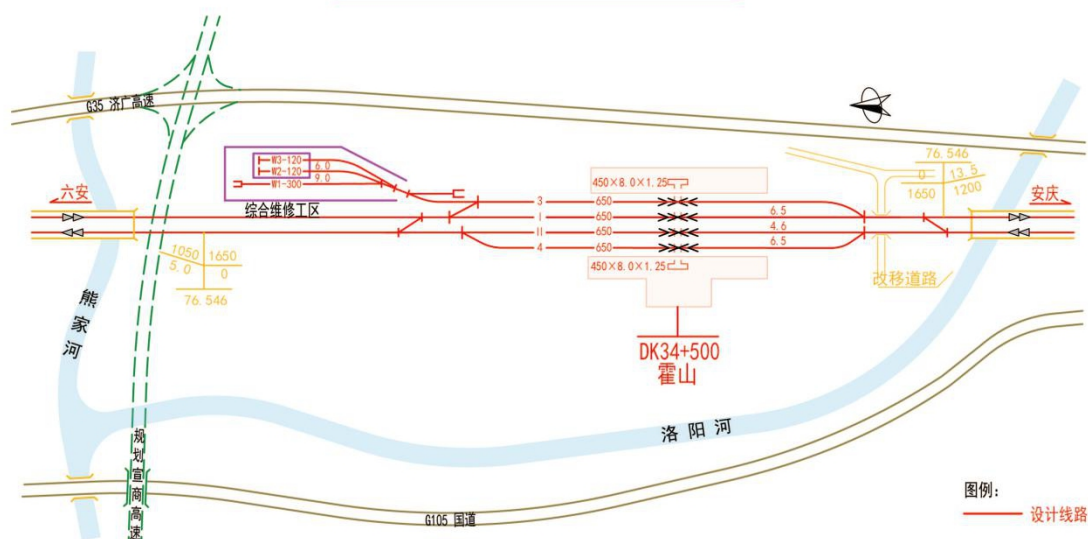 G35 济广高速
六安
W3-120
6.0
W2-120
9.0
W1-300
综合维修工区
450×8.0×1.25
3 650
I 650 6.5
II 650 4.6
4 650 6.5
450×8.0×1.25
76.546
0 13.5
1650 1200
安庆
1050 1650
5.0 0
76.546
改移道路
熊家河
DK34+500
霍山
洛阳河
规划宣商高速
G105 国道
图例：
设计线路